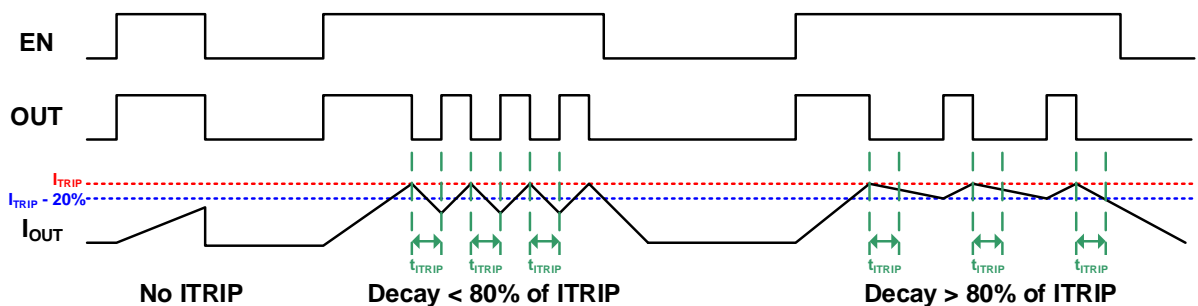 EN
OUT
ITRIP
ITRIP - 20%
IOUT
tITRIP tITRIP tITRIP tITRIP tITRIP tITRIP
No ITRIP Decay < 80% of ITRIP Decay > 80% of ITRIP